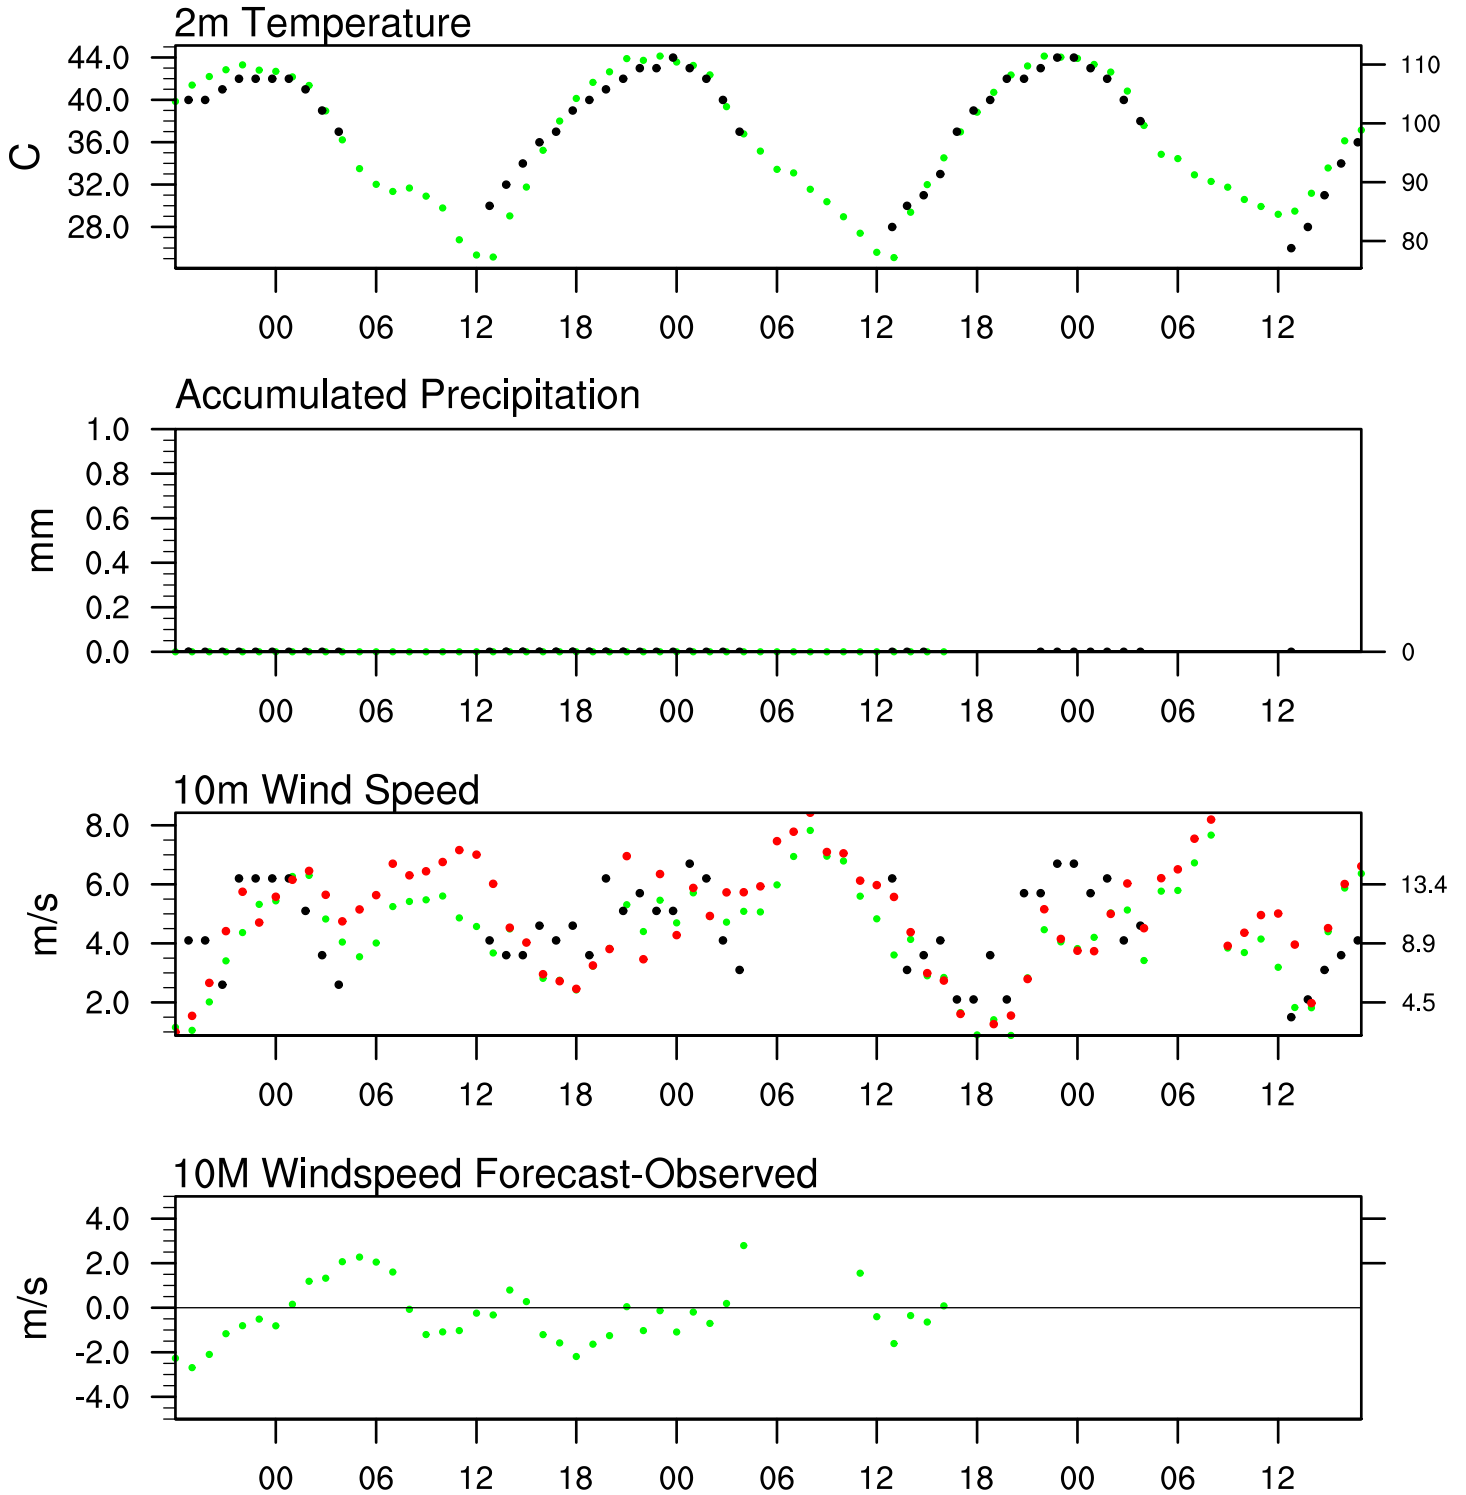 2m Temperature
44.0
40.0
36.0
32.0
28.0
C
110
100
90
80
00 06 12 18 00 06 12 18 00 06 12
Accumulated Precipitation
1.0
0.8
0.6
0.4
0.2
0.0
mm
0
00 06 12 18 00 06 12 18 00 06 12
10m Wind Speed
8.0
6.0
4.0
2.0
m/s
13.4
8.9
4.5
00 06 12 18 00 06 12 18 00 06 12
10M Windspeed Forecast-Observed
4.0
2.0
0.0
-2.0
-4.0
m/s
00 06 12 18 00 06 12 18 00 06 12